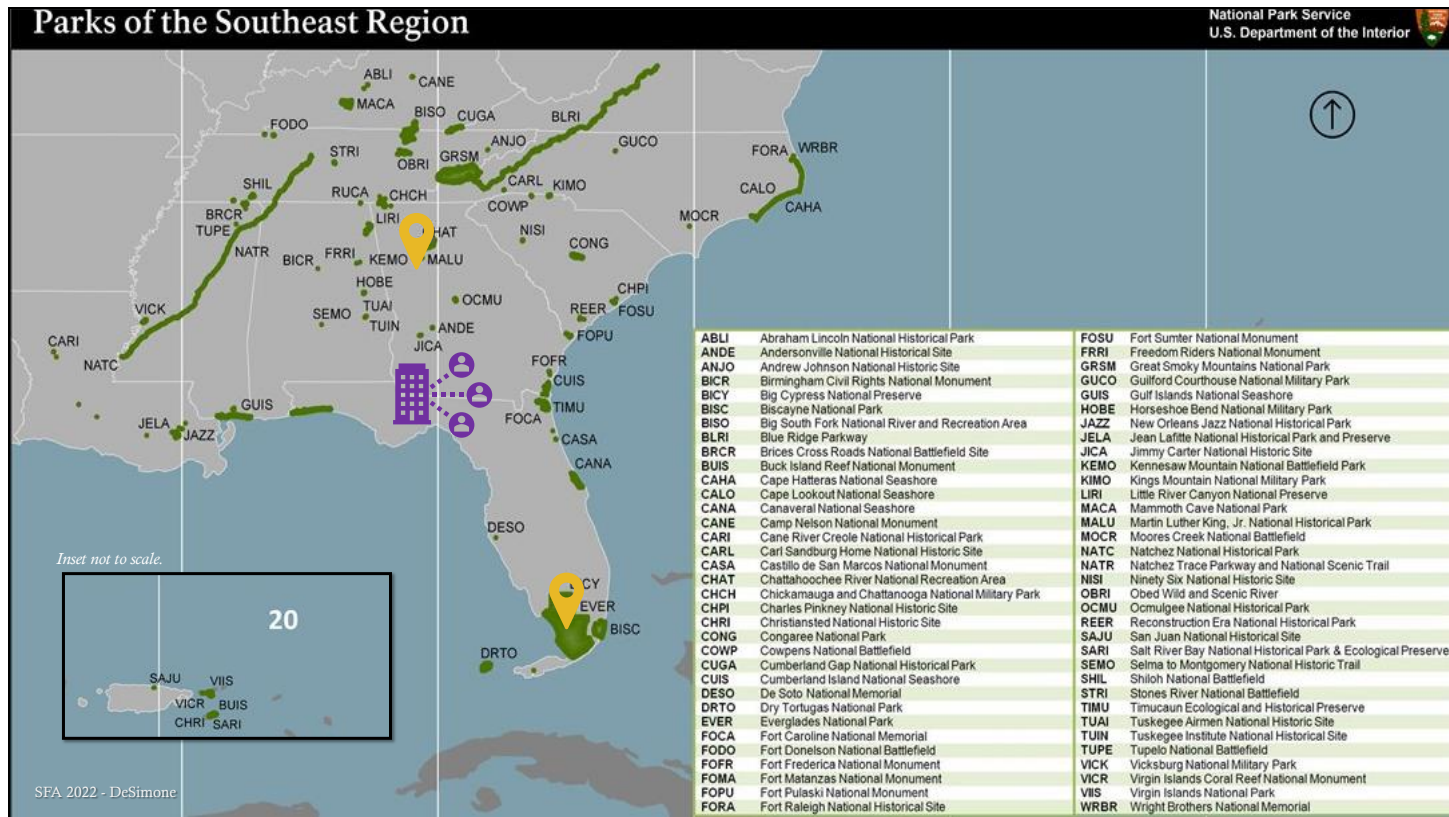 Parks of the Southeast Region
National Park Service
U.S. Department of the Interior
ABLI
CANE
MACA
BISO
CUGA
BLRI
FODO
ANJO
GUCO
STRI
OBRI
GRSM
FORA
WRBR
SHIL
RUCA
CHCH
CARL
KIMO
CALO
COWP
CAHA
BRCR
LIRI
MOCR
TUPE
HAT
NISI
NATR
BICR
FRRI
KEMO
MALU
CONG
HOBE
CHPI
OCMU
VICK
SEMO
TUAI
REER
FOSU
TUIN
ANDE
FOPU
CARI
JICA
NATC
FOFR
CUIS
GUIS
TIMU
FOCA
JELA
JAZZ
CASA
CANA
DESO
CY
EVER
BISC
DRTO
Inset not to scale.
20
SAJU
VIIS
VICR
BUIS
CHRI
SARI
SFA 2022 - DeSimone
ABLI Abraham Lincoln National Historical Park
ANDE Andersonville National Historical Site
ANJO Andrew Johnson National Historic Site
BICR Birmingham Civil Rights National Monument
BICY Big Cypress National Preserve
BISC Biscayne National Park
BISO Big South Fork National River and Recreation Area
BLRI Blue Ridge Parkway
BRCR Brices Cross Roads National Battlefield Site
BUIS Buck Island Reef National Monument
CAHA Cape Hatteras National Seashore
CALO Cape Lookout National Seashore
CANA Canaveral National Seashore
CANE Camp Nelson National Monument
CARI Cane River Creole National Historical Park
CARL Carl Sandburg Home National Historic Site
CASA Castillo de San Marcos National Monument
CHAT Chattahoochee River National Recreation Area
CHCH Chickamauga and Chattanooga National Military Park
CHPI Charles Pinkney National Historic Site
CHRI Christiansted National Historic Site
CONG Congaree National Park
COWP Cowpens National Battlefield
CUGA Cumberland Gap National Historical Park
CUIS Cumberland Island National Seashore
DESO De Soto National Memorial
DRTO Dry Tortugas National Park
EVER Everglades National Park
FOCA Fort Caroline National Memorial
FODO Fort Donelson National Battlefield
FOFR Fort Frederica National Monument
FOMA Fort Matanzas National Monument
FOPU Fort Pulaski National Monument
FORA Fort Raleigh National Historical Site
FOSU Fort Sumter National Monument
FRRI Freedom Riders National Monument
GRSM Great Smoky Mountains National Park
GUCO Guilford Courthouse National Military Park
GUIS Gulf Islands National Seashore
HOBE Horseshoe Bend National Military Park
JAZZ New Orleans Jazz National Historical Park
JELA Jean Lafitte National Historical Park and Preserve
JICA Jimmy Carter National Historic Site
KEMO Kennesaw Mountain National Battlefield Park
KIMO Kings Mountain National Military Park
LIRI Little River Canyon National Preserve
MACA Mammoth Cave National Park
MALU Martin Luther King, Jr. National Historical Park
MOCR Moores Creek National Battlefield
NATC Natchez National Historical Park
NATR Natchez Trace Parkway and National Scenic Trail
NISI Ninety Six National Historic Site
OBRI Obed Wild and Scenic River
OCMU Ocmulgee National Historical Park
REER Reconstruction Era National Historical Park
SAJU San Juan National Historical Site
SARI Salt River Bay National Historical Park & Ecological Preserve
SEMO Selma to Montgomery National Historic Trail
SHIL Shiloh National Battlefield
STRI Stones River National Battlefield
TIMU Timucaun Ecological and Historical Preserve
TUAI Tuskegee Airmen National Historic Site
TUIN Tuskegee Institute National Historical Site
TUPE Tupelo National Battlefield
VICK Vicksburg National Military Park
VICR Virgin Islands Coral Reef National Monument
VIIS Virgin Islands National Park
WRBR Wright Brothers National Memorial